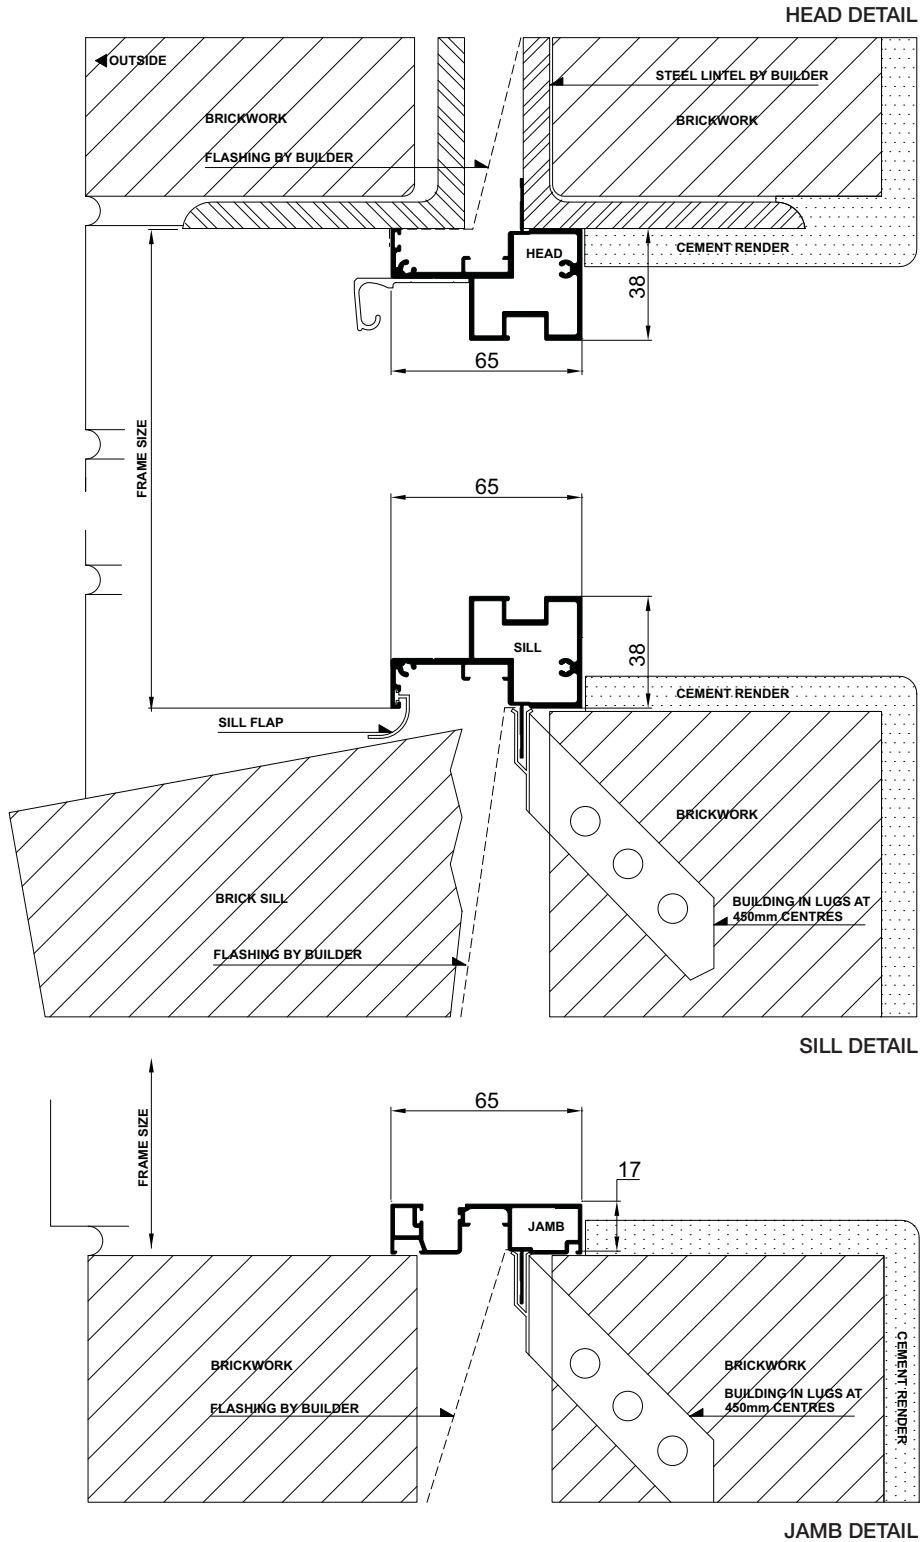 HEAD DETAIL
OUTSIDE
STEEL LINTEL BY BUILDER
BRICKWORK
BRICKWORK
FLASHING BY BUILDER
HEAD
CEMENT RENDER
38
65
FRAME SIZE
65
SILL
38
CEMENT RENDER
SILL FLAP
BRICKWORK
BRICK SILL
BUILDING IN LUGS AT
450mm CENTRES
FLASHING BY BUILDER
SILL DETAIL
FRAME SIZE
65
17
JAMB
BRICKWORK
BRICKWORK
CEMENT RENDER
BUILDING IN LUGS AT
450mm CENTRES
FLASHING BY BUILDER
JAMB DETAIL